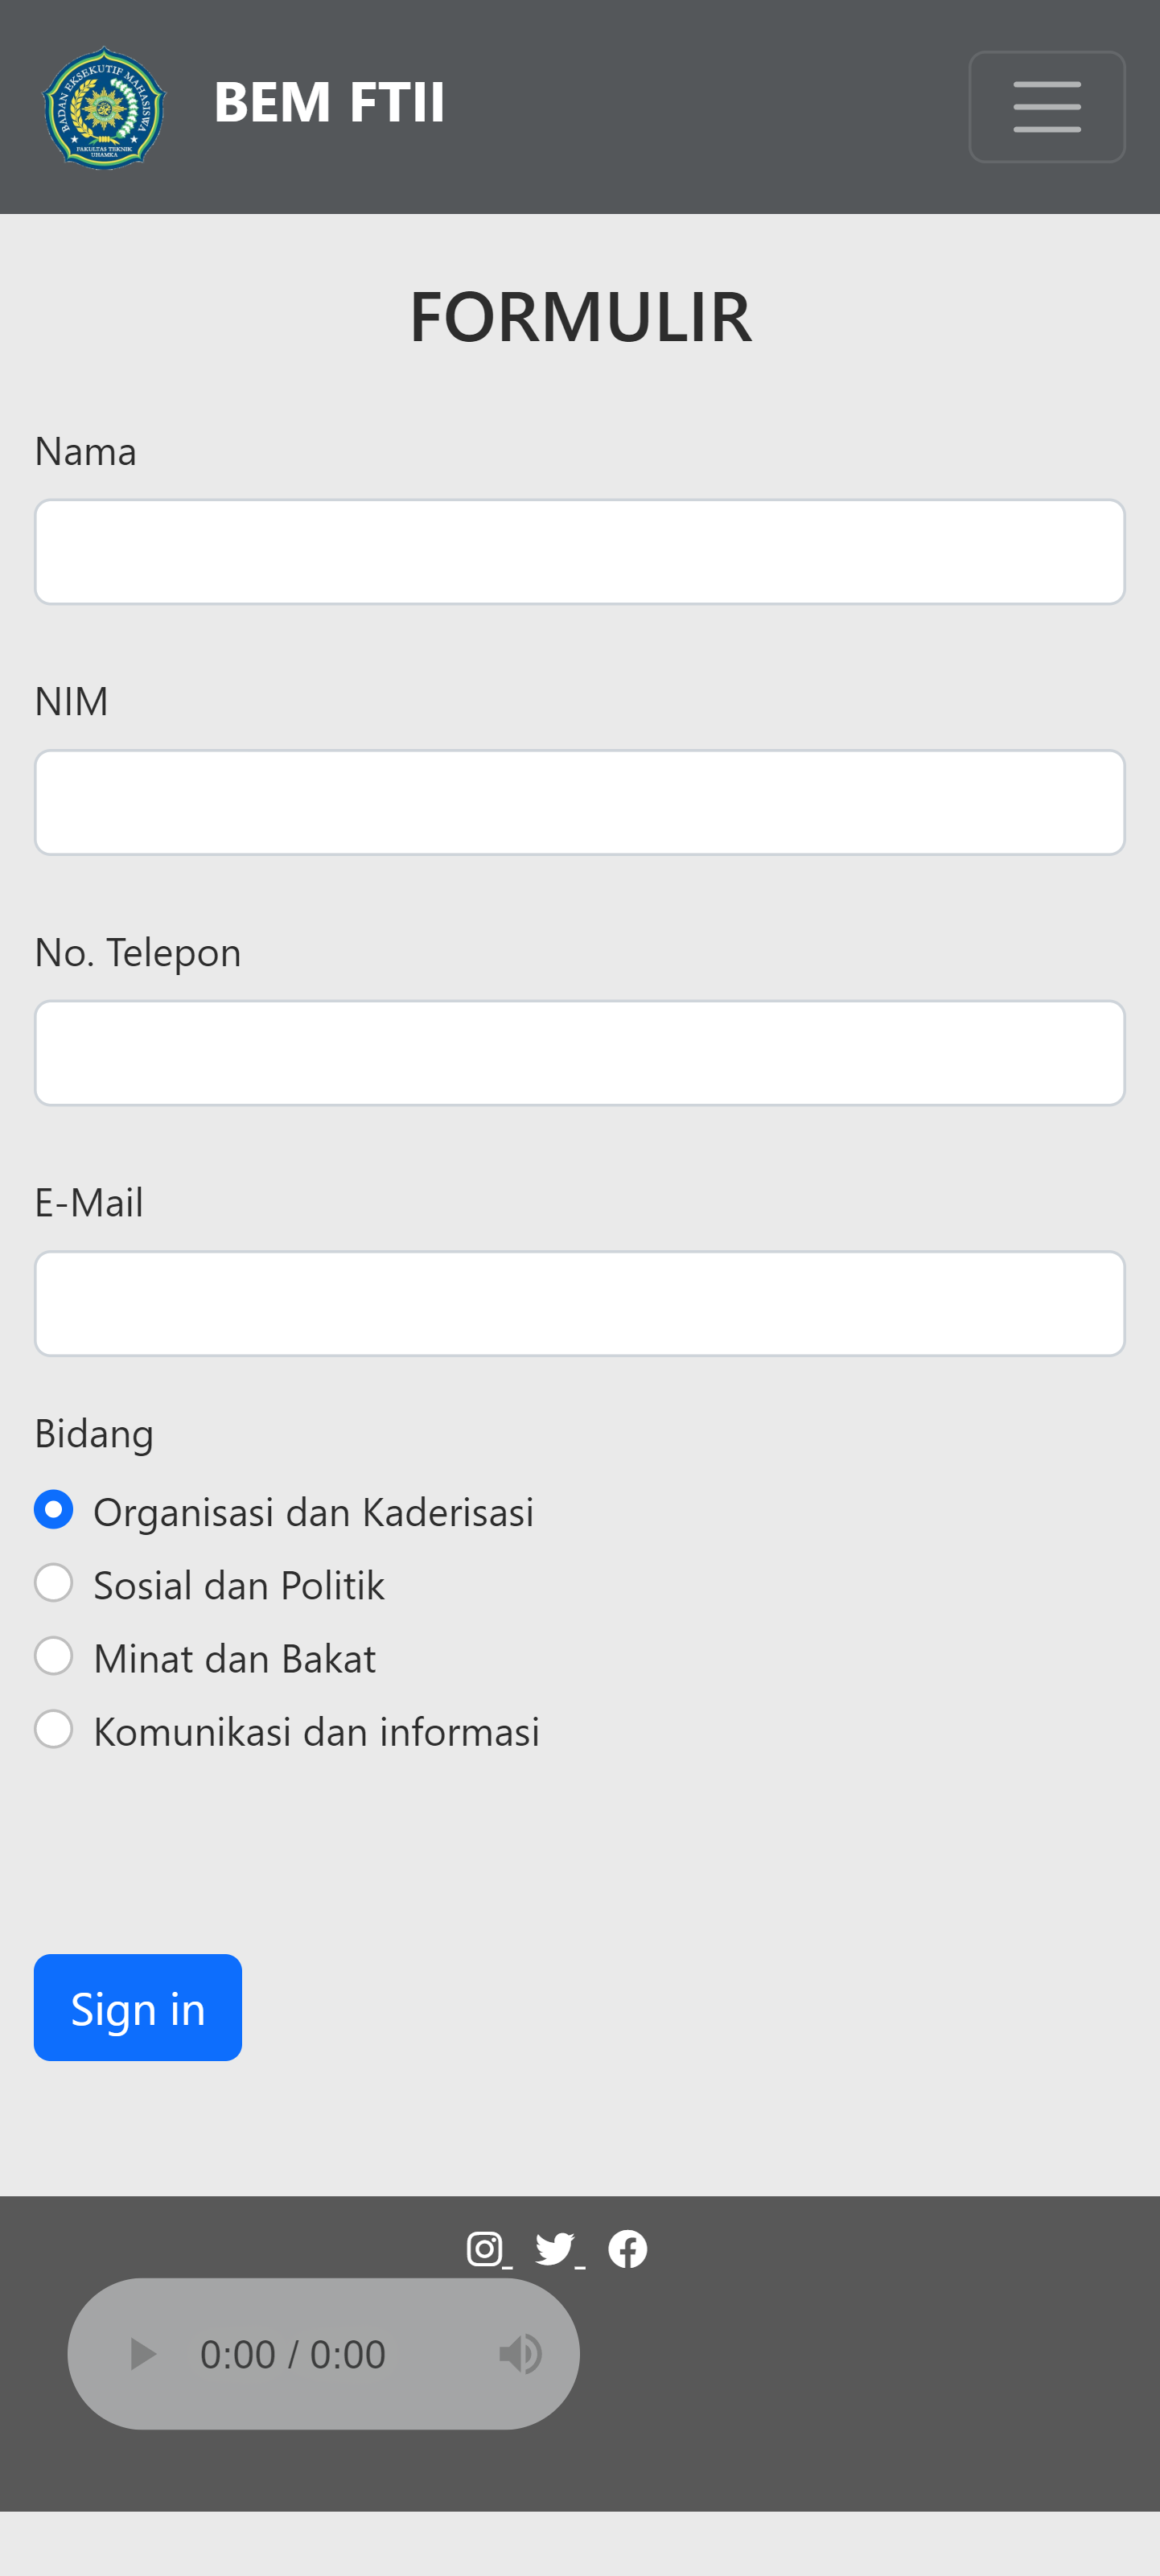 BADAN EKSEKUTIF MAHASISWA
FAKULTAS TEKNIK
UHAMKA
BEM FTII
FORMULIR
Nama
NIM
No. Telepon
E-Mail
Bidang
Organisasi dan Kaderisasi
Sosial dan Politik
Minat dan Bakat
Komunikasi dan informasi
Sign in
0:00 / 0:00